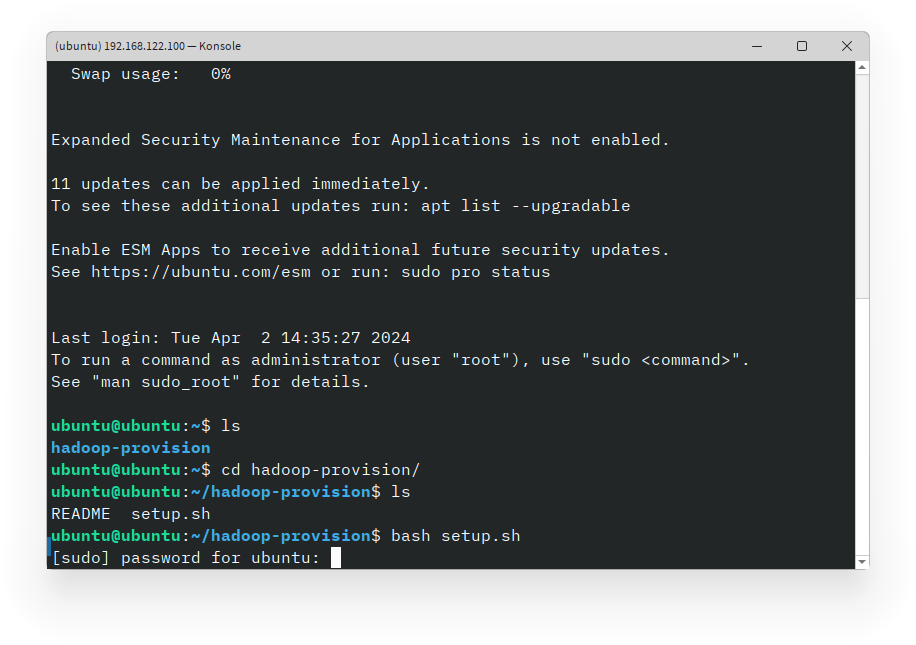 (ubuntu) 192.168.122.100 — Konsole
Swap usage:   0%
Expanded Security Maintenance for Applications is not enabled.
11 updates can be applied immediately.
To see these additional updates run: apt list --upgradable
Enable ESM Apps to receive additional future security updates.
See https://ubuntu.com/esm or run: sudo pro status
Last login: Tue Apr  2 14:35:27 2024
To run a command as administrator (user "root"), use "sudo <command>".
See "man sudo_root" for details.
ubuntu@ubuntu:~$ ls
hadoop-provision
ubuntu@ubuntu:~$ cd hadoop-provision/
ubuntu@ubuntu:~/hadoop-provision$ ls
README  setup.sh
ubuntu@ubuntu:~/hadoop-provision$ bash setup.sh
[sudo] password for ubuntu: